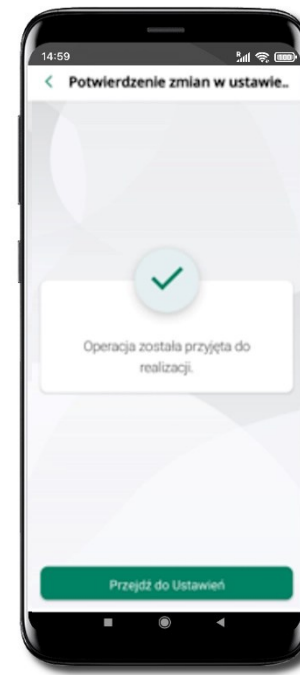 14:59
Potwierdzenie zmian w ustawie..
Operacja została przyjęta do
realizacji.
Przejdź do Ustawień